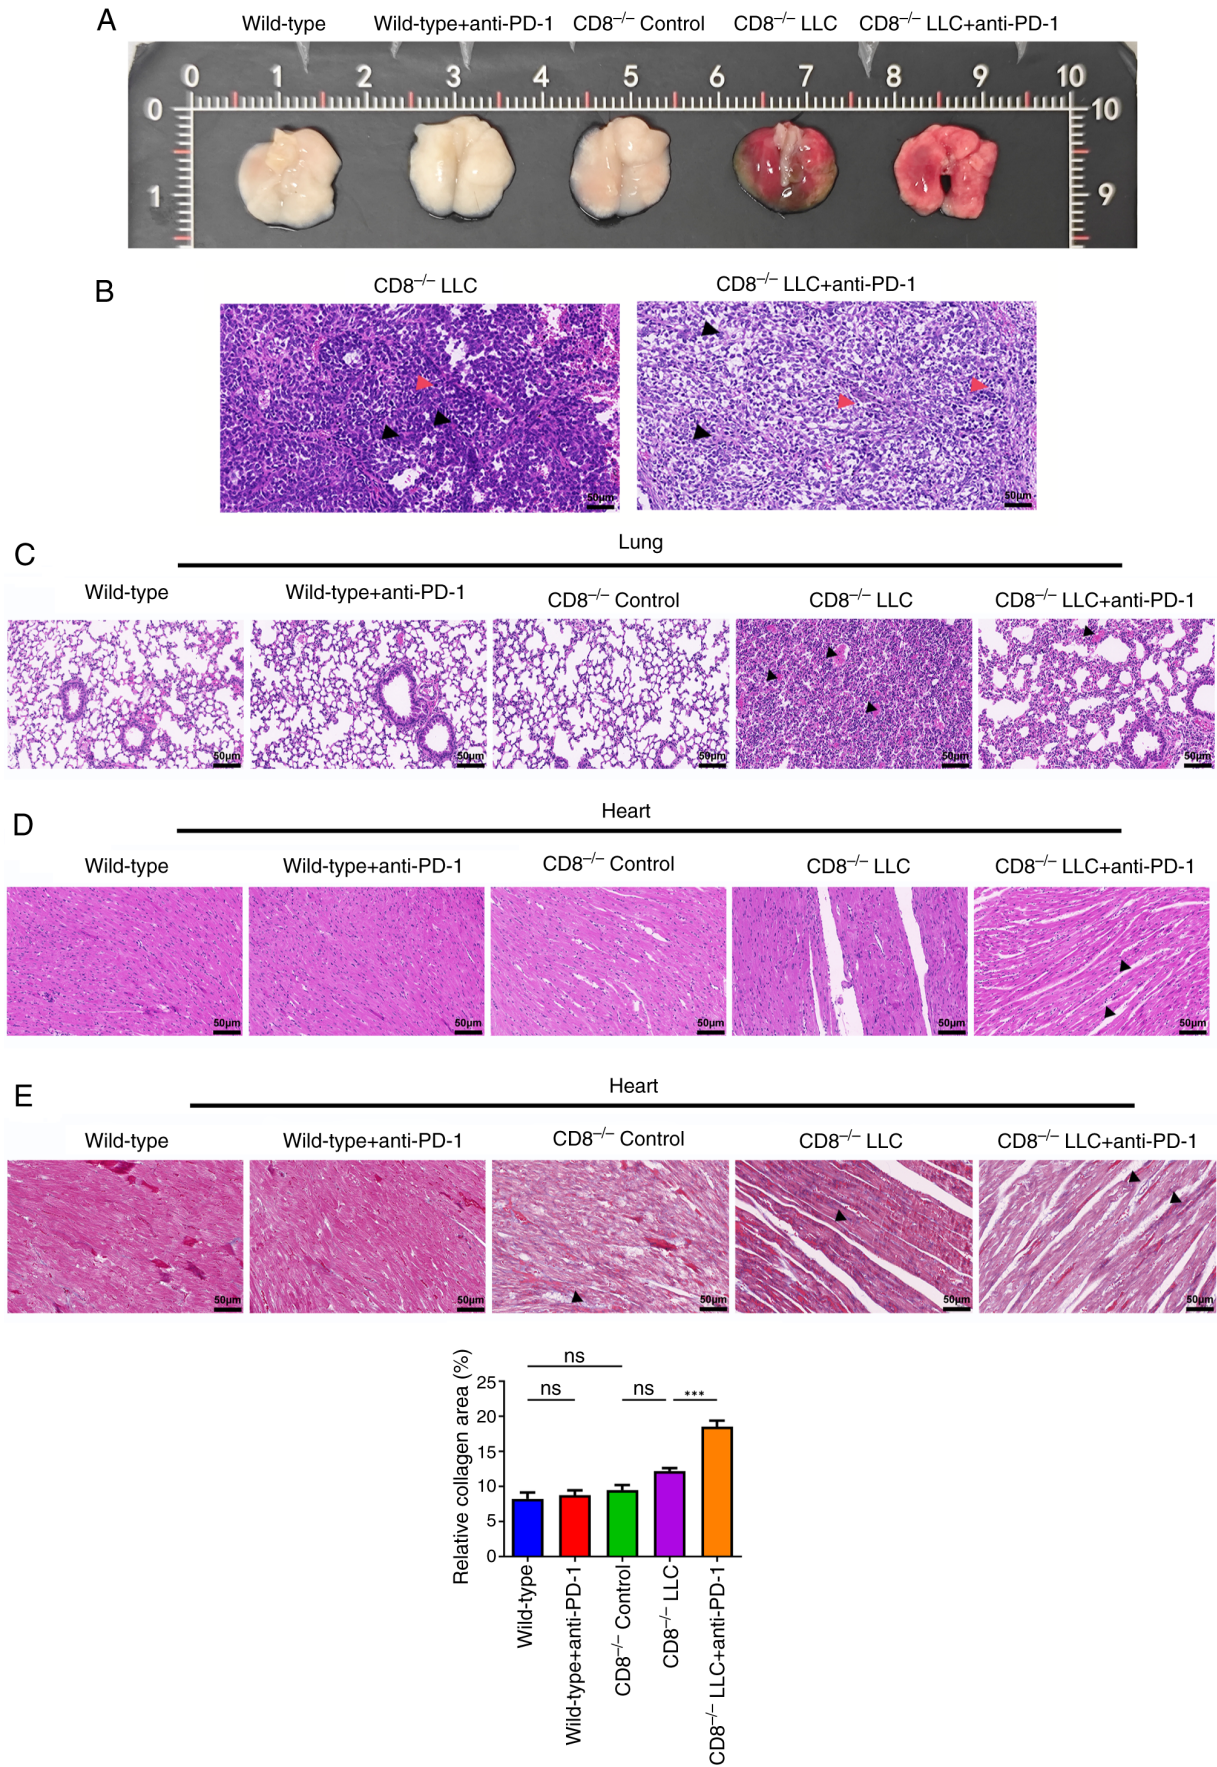 A
Wild-type Wild-type+anti-PD-1 CD8⁻/⁻ Control CD8⁻/⁻ LLC CD8⁻/⁻ LLC+anti-PD-1
0 1 2 3 4 5 6 7 8 9 10
0 10
1 9
B
CD8⁻/⁻ LLC CD8⁻/⁻ LLC+anti-PD-1
50µm 50µm
C
Lung
Wild-type Wild-type+anti-PD-1 CD8⁻/⁻ Control CD8⁻/⁻ LLC CD8⁻/⁻ LLC+anti-PD-1
50µm 50µm 50µm 50µm 50µm
D
Heart
Wild-type Wild-type+anti-PD-1 CD8⁻/⁻ Control CD8⁻/⁻ LLC CD8⁻/⁻ LLC+anti-PD-1
50µm 50µm 50µm 50µm 50µm
E
Heart
Wild-type Wild-type+anti-PD-1 CD8⁻/⁻ Control CD8⁻/⁻ LLC CD8⁻/⁻ LLC+anti-PD-1
50µm 50µm 50µm 50µm 50µm
Relative collagen area (%)
ns
ns ns ***
25
20
15
10
5
0
Wild-type
Wild-type+anti-PD-1
CD8⁻/⁻ Control
CD8⁻/⁻ LLC
CD8⁻/⁻ LLC+anti-PD-1